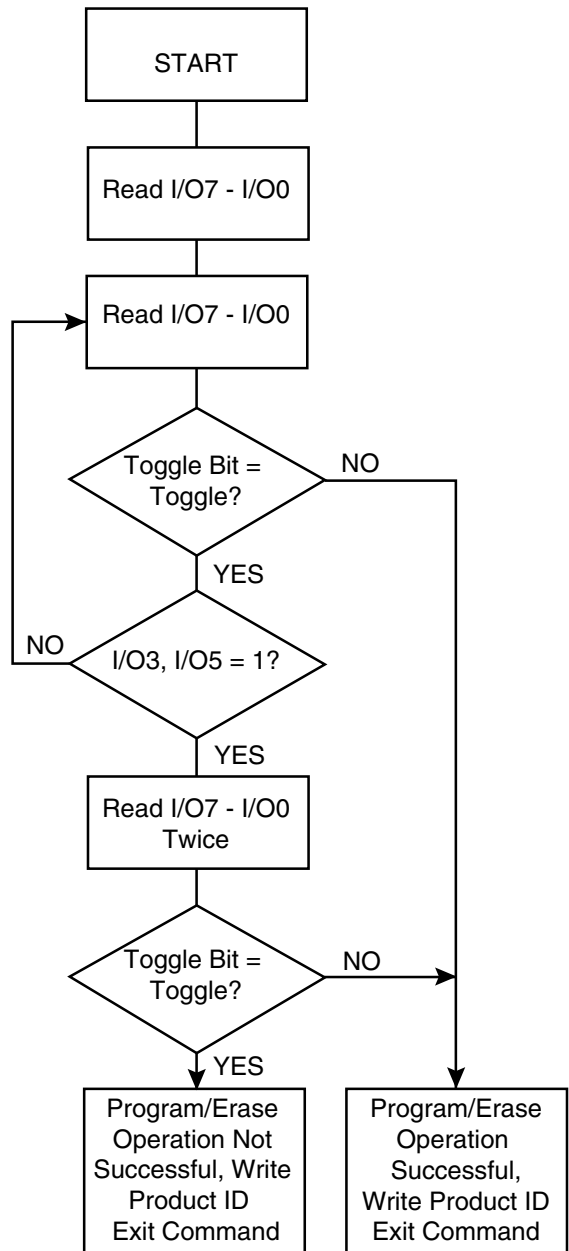 START
Read I/O7 - I/O0
Read I/O7 - I/O0
Toggle Bit =
Toggle?
NO
YES
NO
I/O3, I/O5 = 1?
YES
Read I/O7 - I/O0
Twice
Toggle Bit =
Toggle?
NO
YES
Program/Erase
Operation Not
Successful, Write
Product ID
Exit Command
Program/Erase
Operation
Successful,
Write Product ID
Exit Command